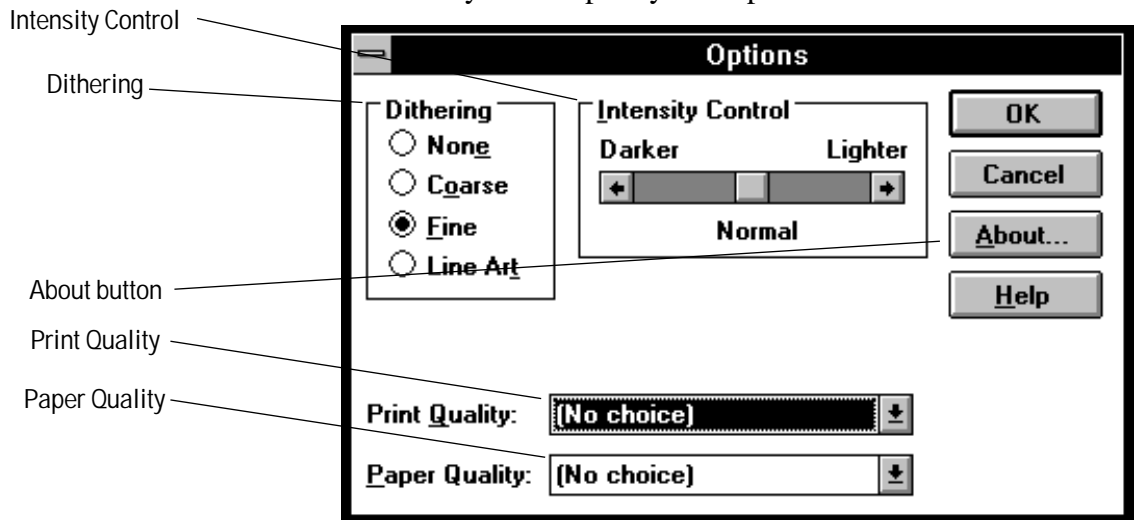 Intensity Control
Dithering
About button
Print Quality
Paper Quality
Options
Dithering
None
Coarse
Fine
Line Art
Intensity Control
Darker Lighter
Normal
OK
Cancel
About...
Help
Print Quality: (No choice)
Paper Quality: (No choice)